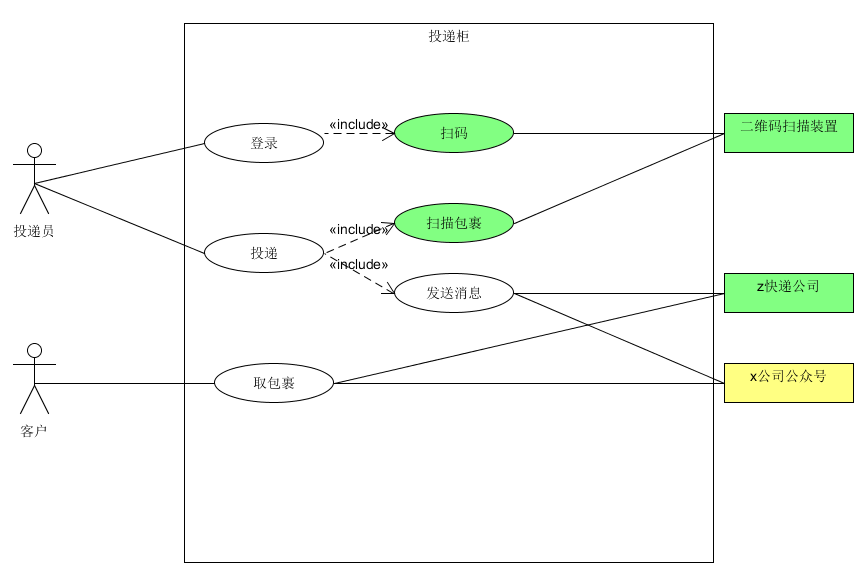 投递柜
登录
«include»
扫码
二维码扫描装置
投递员
投递
«include»
扫描包裹
«include»
发送消息
z快递公司
客户
取包裹
x公司公众号